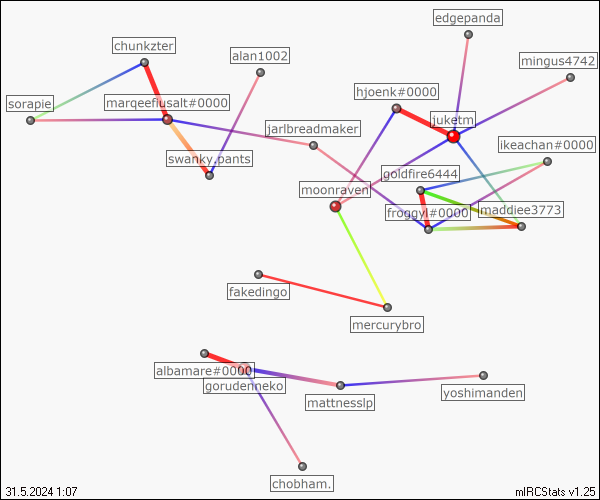 edgepanda
chunkzter
alan1002
mingus4742
hjoenk#0000
sorapie
marqeeflusalt#0000
juketm
jarlbreadmaker
ikeachan#0000
swanky.pants
goldfire6444
moonraven
froggyl#0000
maddiee3773
fakedingo
mercurybro
albamare#0000
gorudenneko
mattnesslp
yoshimanden
chobham.
31.5.2024 1:07
mIRCStats v1.25